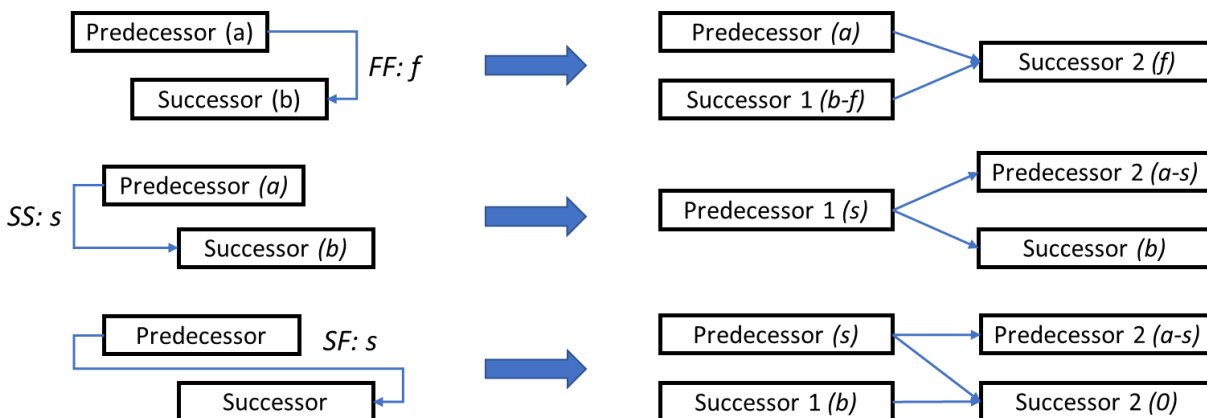 Predecessor (a)
FF: f
Successor (b)
Predecessor (a)
Successor 1 (b-f)
Successor 2 (f)
Predecessor (a)
SS: s
Successor (b)
Predecessor 1 (s)
Predecessor 2 (a-s)
Successor (b)
Predecessor
SF: s
Successor
Predecessor (s)
Predecessor 2 (a-s)
Successor 1 (b)
Successor 2 (0)